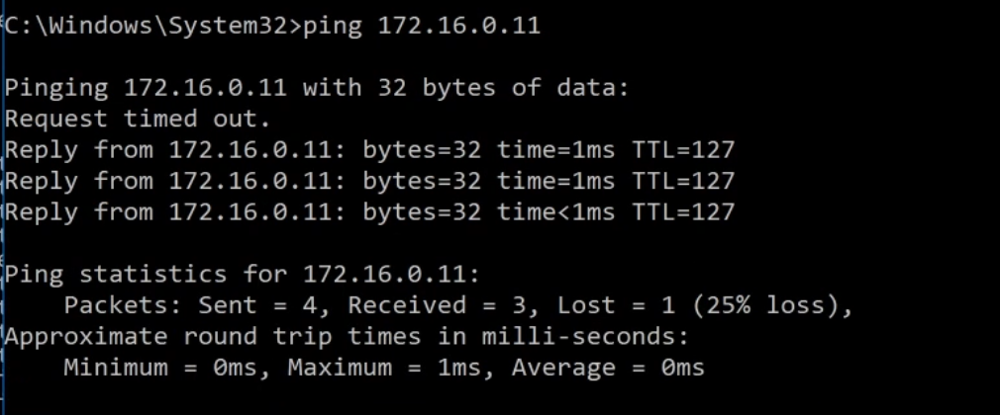 C:\Windows\System32>ping 172.16.0.11
Pinging 172.16.0.11 with 32 bytes of data:
Request timed out.
Reply from 172.16.0.11: bytes=32 time=1ms TTL=127
Reply from 172.16.0.11: bytes=32 time=1ms TTL=127
Reply from 172.16.0.11: bytes=32 time<1ms TTL=127
Ping statistics for 172.16.0.11:
    Packets: Sent = 4, Received = 3, Lost = 1 (25% loss),
Approximate round trip times in milli-seconds:
    Minimum = 0ms, Maximum = 1ms, Average = 0ms